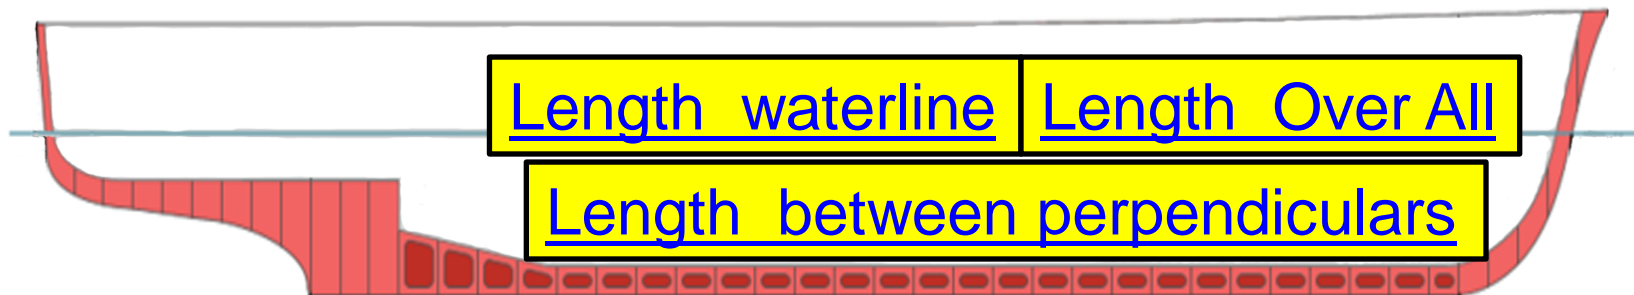 Length waterline
Length Over All
Length between perpendiculars